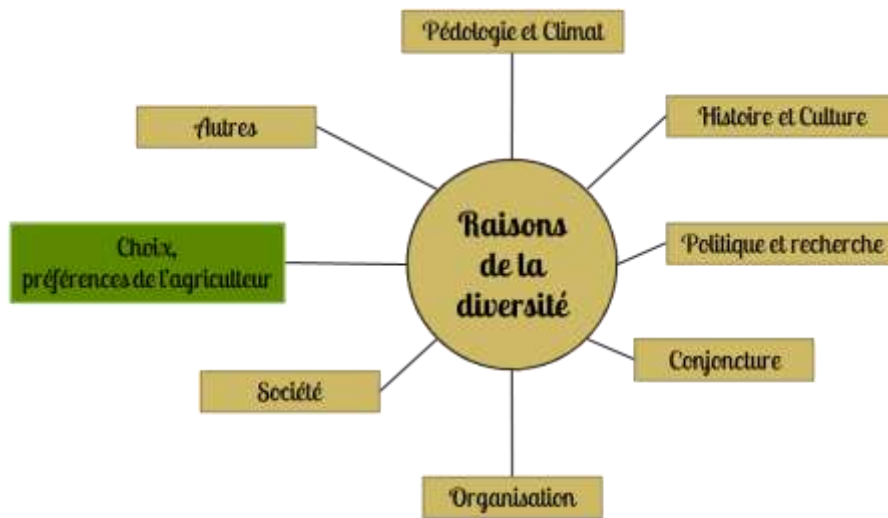 Pédologie et Climat
Histoire et Culture
Autres
Raisons
de la
diversité
Politique et recherche
Choix,
préférences de l'agriculteur
Conjoncture
Société
Organisation